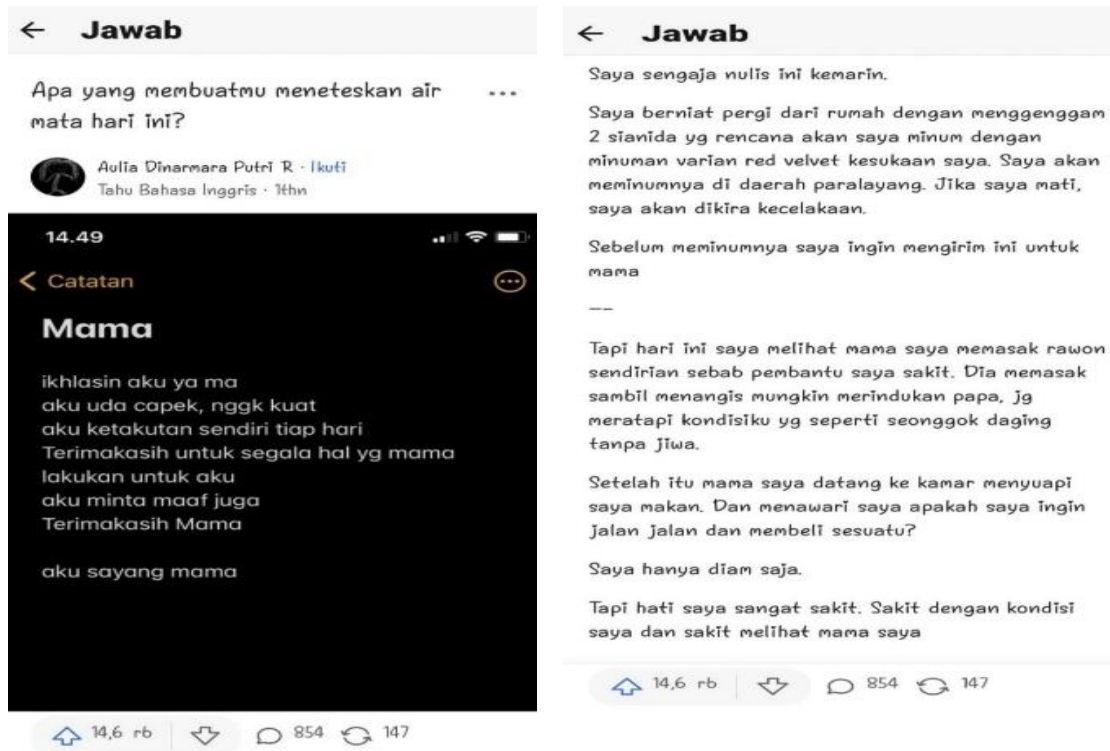 ← Jawab
Apa yang membuatmu meneteskan air
mata hari ini?
...
Aulia Dinarmara Putri R · Ikuti
Tahu Bahasa Inggris · 1thn
14.49
Catatan
Mama
ikhlasin aku ya ma
aku uda capek, nggk kuat
aku ketakutan sendiri tiap hari
Terimakasih untuk segala hal yg mama
lakukan untuk aku
aku minta maaf juga
Terimakasih Mama
aku sayang mama
14,6 rb 854 147
← Jawab
Saya sengaja nulis ini kemarin.
Saya berniat pergi dari rumah dengan menggenggam
2 sianida yg rencana akan saya minum dengan
minuman varian red velvet kesukaan saya. Saya akan
meminumnya di daerah paralayang. Jika saya mati,
saya akan dikira kecelakaan.
Sebelum meminumnya saya ingin mengirim ini untuk
mama
--
Tapi hari ini saya melihat mama saya memasak rawon
sendirian sebab pembantu saya sakit. Dia memasak
sambil menangis mungkin merindukan papa, jg
meratapi kondisiku yg seperti seonggok daging
tanpa jiwa.
Setelah itu mama saya datang ke kamar menyuapi
saya makan. Dan menawari saya apakah saya ingin
jalan jalan dan membeli sesuatu?
Saya hanya diam saja.
Tapi hati saya sangat sakit. Sakit dengan kondisi
saya dan sakit melihat mama saya
14,6 rb 854 147